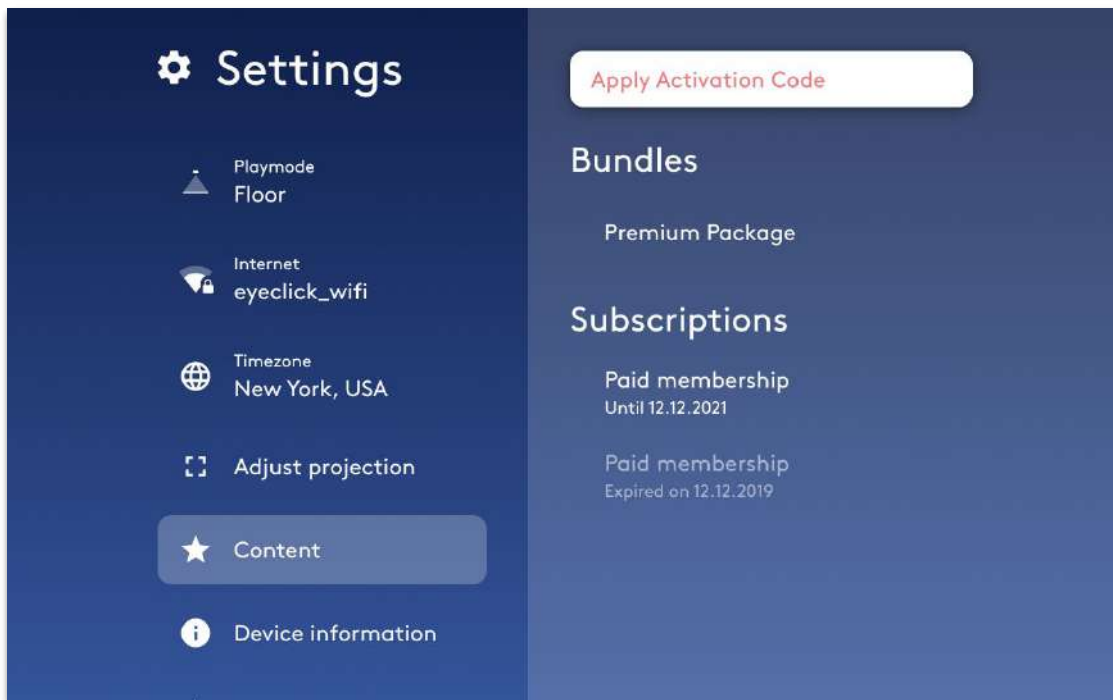 Settings
Playmode
Floor
Internet
eyeclick_wifi
Timezone
New York, USA
Adjust projection
Content
Device information
Apply Activation Code
Bundles
Premium Package
Subscriptions
Paid membership
Until 12.12.2021
Paid membership
Expired on 12.12.2019